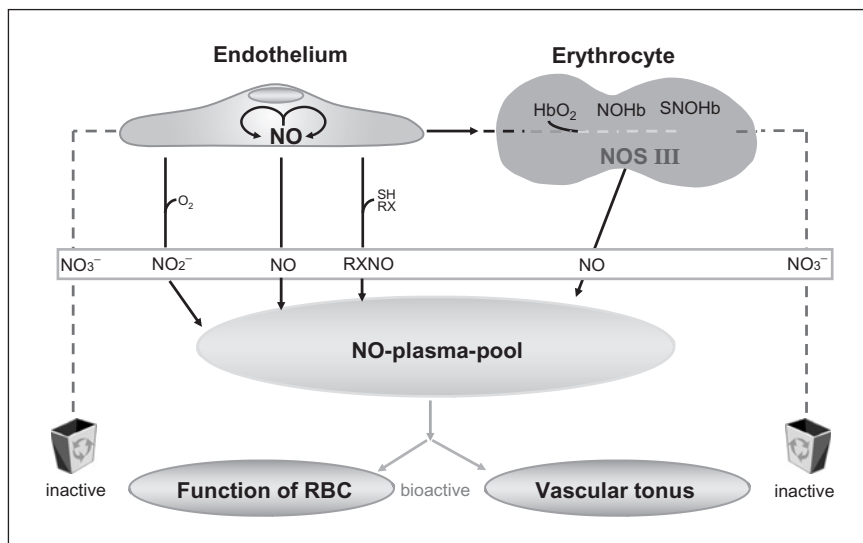 Endothelium
Erythrocyte
HbO₂ NOHb SNOHb
NO
NOS III
O₂
SH
RX
NO₃⁻ NO₂⁻ NO RXNO NO NO₃⁻
NO-plasma-pool
inactive
Function of RBC
bioactive
Vascular tonus
inactive